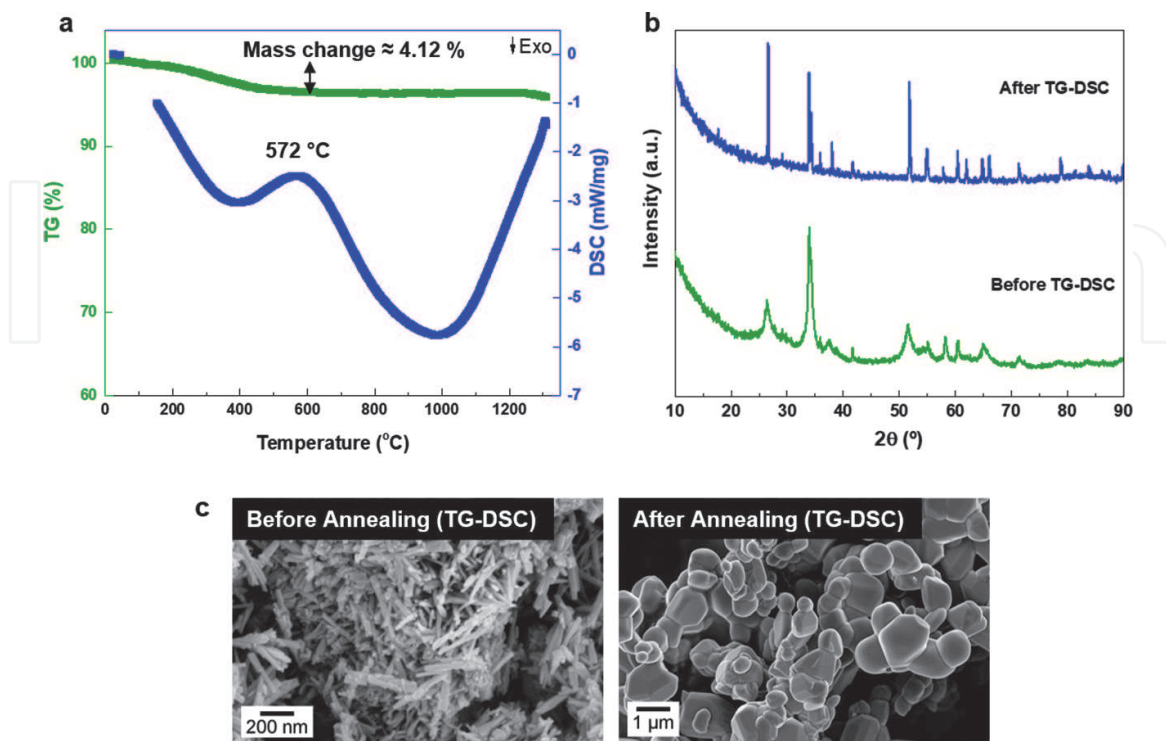 a
Mass change ≈ 4.12 %
↓Exo
572 °C
100
90
80
70
60
TG (%)
0
-1
-2
-3
-4
-5
-6
-7
DSC (mW/mg)
0 200 400 600 800 1000 1200
Temperature (°C)
b
After TG-DSC
Before TG-DSC
Intensity (a.u.)
10 20 30 40 50 60 70 80 90
2θ (°)
c
Before Annealing (TG-DSC)
200 nm
After Annealing (TG-DSC)
1 µm